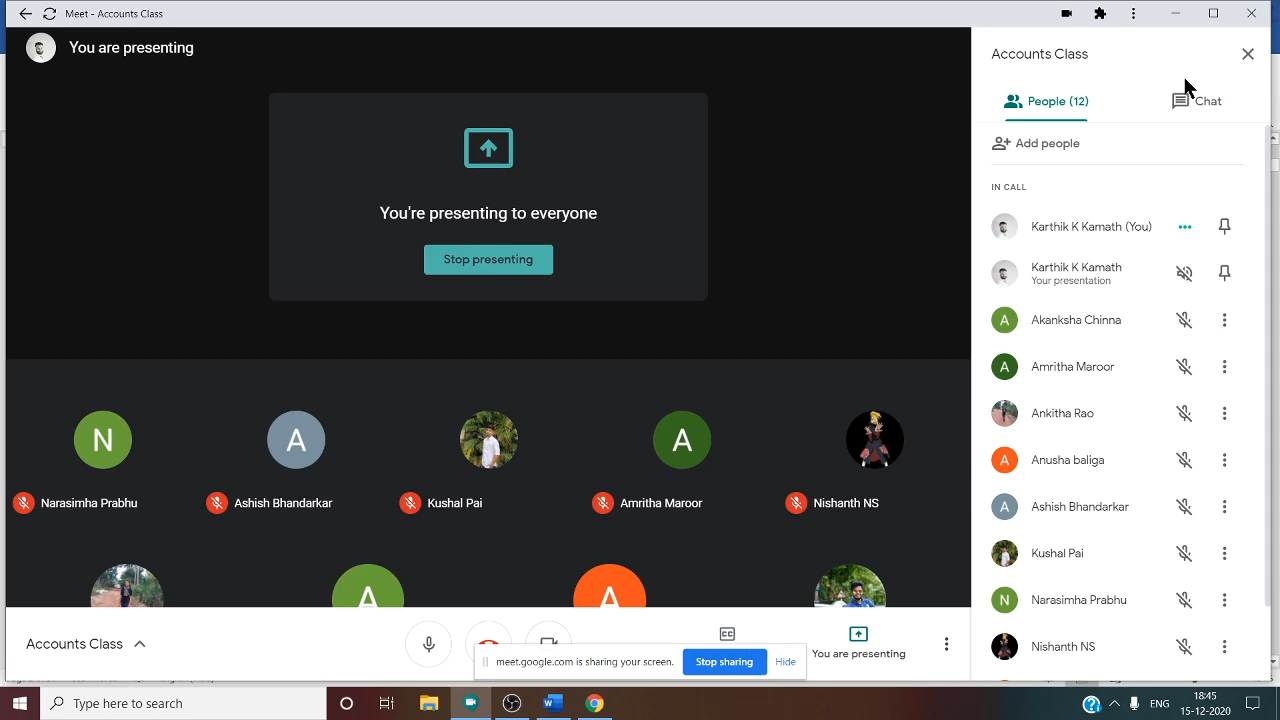 Meet - Accounts Class
You are presenting
You're presenting to everyone
Stop presenting
N
A
A
Narasimha Prabhu
Ashish Bhandarkar
Kushal Pai
Amritha Maroor
Nishanth NS
A
A
Accounts Class
CC
You are presenting
meet.google.com is sharing your screen.
Stop sharing
Hide
Accounts Class
People (12)
Chat
Add people
IN CALL
Karthik K Kamath (You)
Karthik K Kamath
Your presentation
A
Akanksha Chinna
A
Amritha Maroor
Ankitha Rao
A
Anusha baliga
A
Ashish Bhandarkar
Kushal Pai
N
Narasimha Prabhu
Nishanth NS
Type here to search
ENG
18:45
15-12-2020